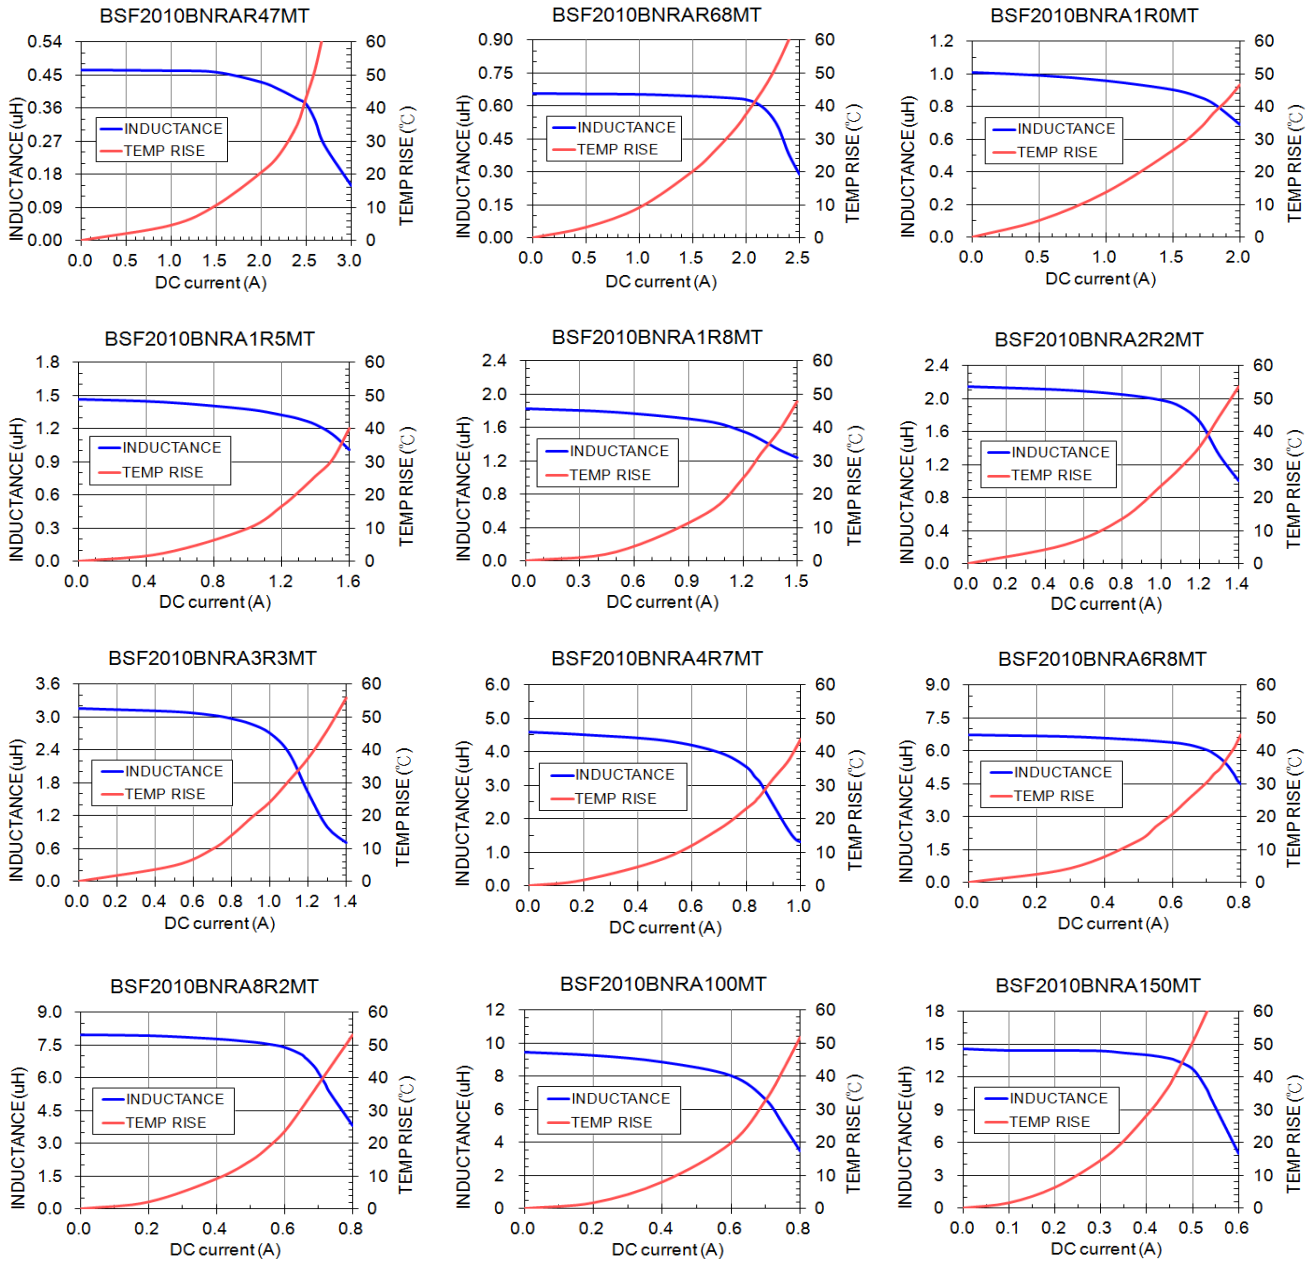 BSF2010BNRAR47MT
0.54
0.45
0.36
0.27
0.18
0.09
0.00
60
50
40
30
20
10
0
INDUCTANCE (uH)
TEMP RISE (℃)
INDUCTANCE
TEMP RISE
0.0 0.5 1.0 1.5 2.0 2.5 3.0
DC current (A)
BSF2010BNRAR68MT
0.90
0.75
0.60
0.45
0.30
0.15
0.00
60
50
40
30
20
10
0
INDUCTANCE (uH)
TEMP RISE (℃)
INDUCTANCE
TEMP RISE
0.0 0.5 1.0 1.5 2.0 2.5
DC current (A)
BSF2010BNRA1R0MT
1.2
1.0
0.8
0.6
0.4
0.2
0.0
60
50
40
30
20
10
0
INDUCTANCE (uH)
TEMP RISE (℃)
INDUCTANCE
TEMP RISE
0.0 0.5 1.0 1.5 2.0
DC current (A)
BSF2010BNRA1R5MT
1.8
1.5
1.2
0.9
0.6
0.3
0.0
60
50
40
30
20
10
0
INDUCTANCE (uH)
TEMP RISE (℃)
INDUCTANCE
TEMP RISE
0.0 0.4 0.8 1.2 1.6
DC current (A)
BSF2010BNRA1R8MT
2.4
2.0
1.6
1.2
0.8
0.4
0.0
60
50
40
30
20
10
0
INDUCTANCE (uH)
TEMP RISE (℃)
INDUCTANCE
TEMP RISE
0.0 0.3 0.6 0.9 1.2 1.5
DC current (A)
BSF2010BNRA2R2MT
2.4
2.0
1.6
1.2
0.8
0.4
0.0
60
50
40
30
20
10
0
INDUCTANCE (uH)
TEMP RISE (℃)
INDUCTANCE
TEMP RISE
0.0 0.2 0.4 0.6 0.8 1.0 1.2 1.4
DC current (A)
BSF2010BNRA3R3MT
3.6
3.0
2.4
1.8
1.2
0.6
0.0
60
50
40
30
20
10
0
INDUCTANCE (uH)
TEMP RISE (℃)
INDUCTANCE
TEMP RISE
0.0 0.2 0.4 0.6 0.8 1.0 1.2 1.4
DC current (A)
BSF2010BNRA4R7MT
6.0
5.0
4.0
3.0
2.0
1.0
0.0
60
50
40
30
20
10
0
INDUCTANCE (uH)
TEMP RISE (℃)
INDUCTANCE
TEMP RISE
0.0 0.2 0.4 0.6 0.8 1.0
DC current (A)
BSF2010BNRA6R8MT
9.0
7.5
6.0
4.5
3.0
1.5
0.0
60
50
40
30
20
10
0
INDUCTANCE (uH)
TEMP RISE (℃)
INDUCTANCE
TEMP RISE
0.0 0.2 0.4 0.6 0.8
DC current (A)
BSF2010BNRA8R2MT
9.0
7.5
6.0
4.5
3.0
1.5
0.0
60
50
40
30
20
10
0
INDUCTANCE (uH)
TEMP RISE (℃)
INDUCTANCE
TEMP RISE
0.0 0.2 0.4 0.6 0.8
DC current (A)
BSF2010BNRA100MT
12
10
8
6
4
2
0
60
50
40
30
20
10
0
INDUCTANCE (uH)
TEMP RISE (℃)
INDUCTANCE
TEMP RISE
0.0 0.2 0.4 0.6 0.8
DC current (A)
BSF2010BNRA150MT
18
15
12
9
6
3
0
60
50
40
30
20
10
0
INDUCTANCE (uH)
TEMP RISE (℃)
INDUCTANCE
TEMP RISE
0.0 0.1 0.2 0.3 0.4 0.5 0.6
DC current (A)